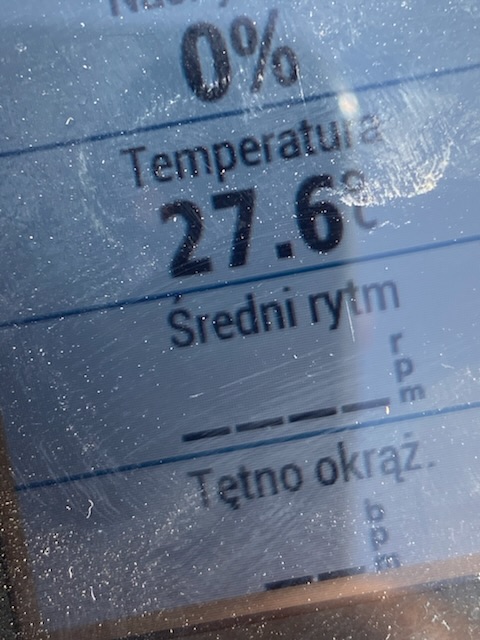 0%
Temperatura
27.6°C
Średni rytm
rpm
----
Tętno okrąż.
bpm
--